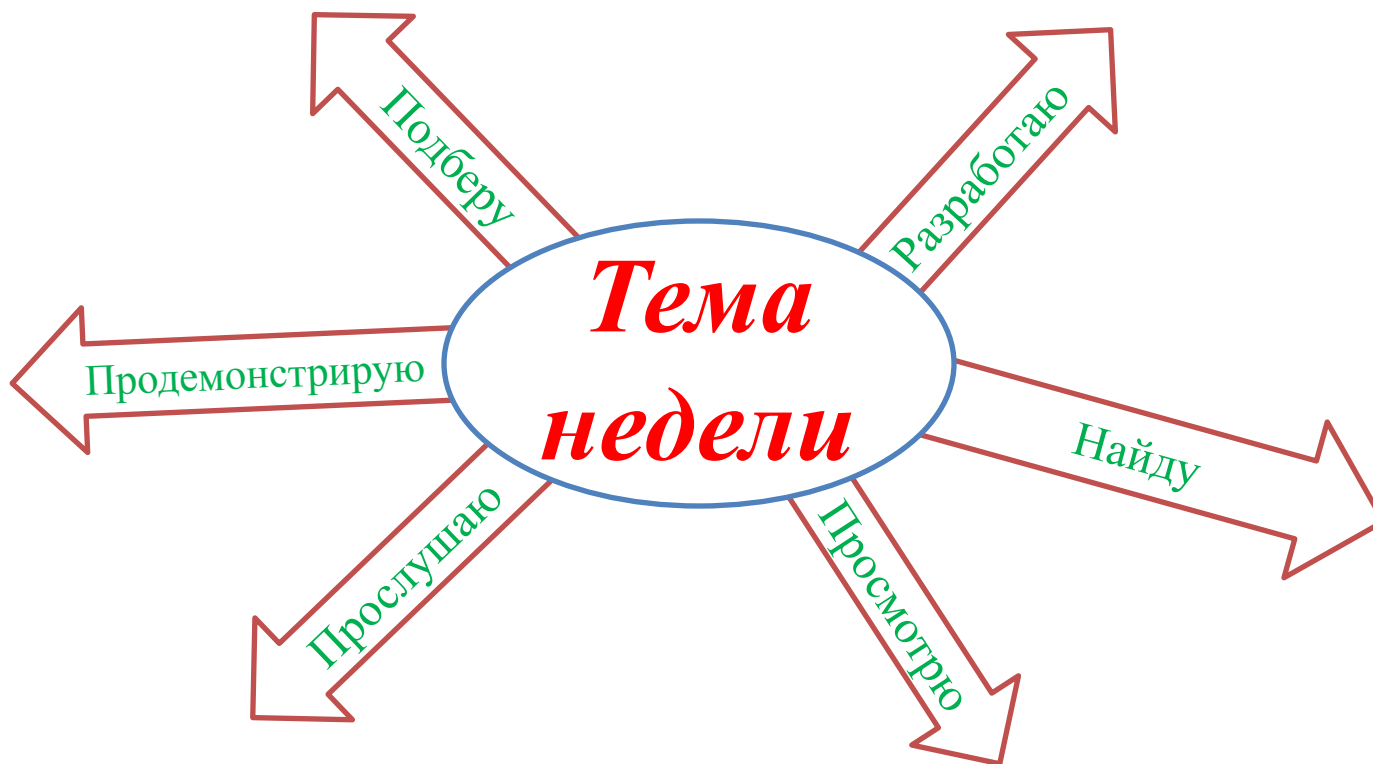 Подберу
Разработаю
Тема
недели
Продемонстрирую
Найду
Прослушаю
Просмотрю